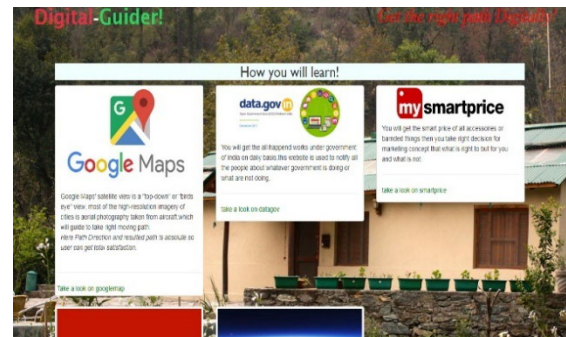 Digital-Guider!
Get the right path Digitally!
How you will learn!
G
Google Maps
Google Maps' satellite view is a "top-down" or "birds
eye" view, most of the high-resolution imagery of
cities is aerial photography taken from aircraft which
will guide to take right moving path.
Here Path Direction and resulted path is absolute so
user can get total satisfaction.
Take a look on googlemap
data.gov in
You will get the all happend works under government
of India on daily basis,this website is used to notify all
the people about whatever government is doing or
what are not doing.
take a look on-datagov
my smartprice
You will get the smart price of all accessories or
branded things then you take right decision for
marketing concept that what is right to but for you
and what is not
take a look on smartprice